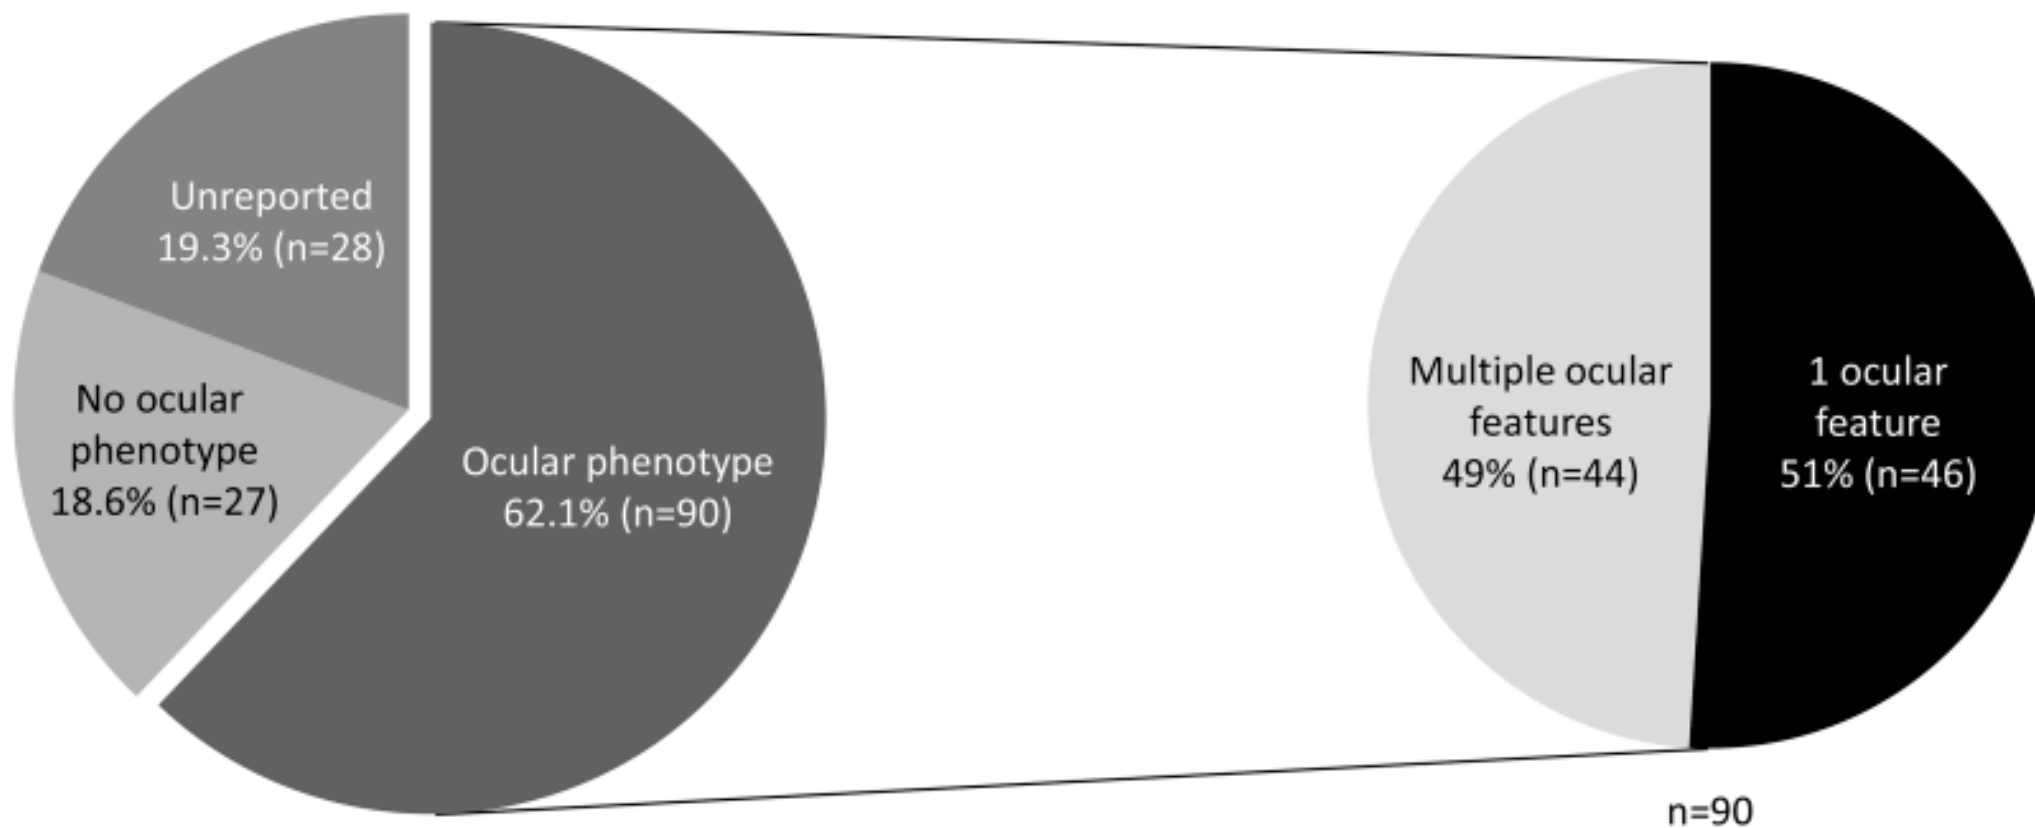 Unreported
19.3% (n=28)
No ocular
phenotype
18.6% (n=27)
Ocular phenotype
62.1% (n=90)
Multiple ocular
features
49% (n=44)
1 ocular
feature
51% (n=46)
n=90